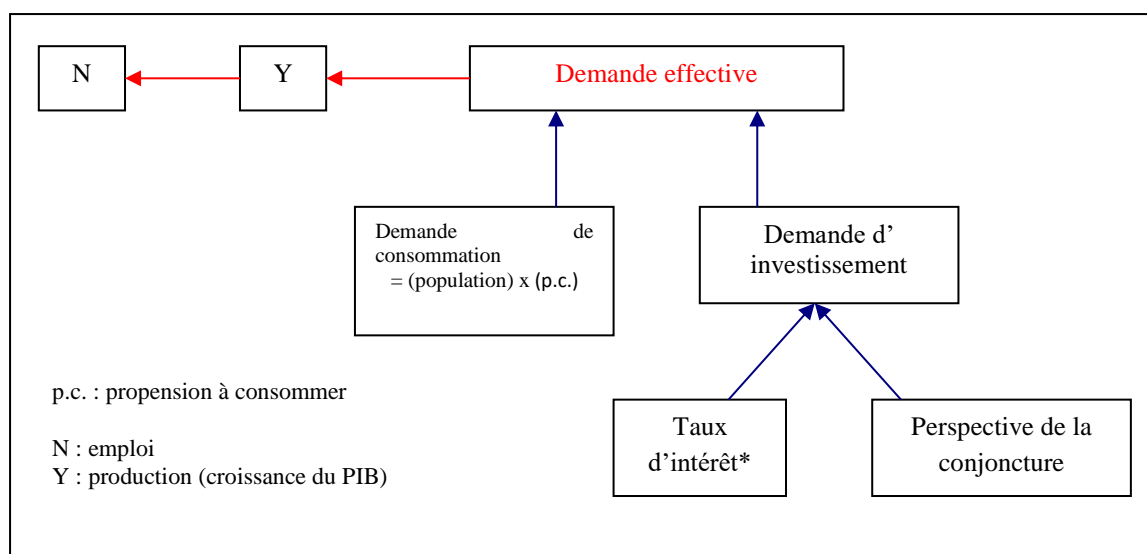 N
Y
Demande effective
Demande de
consommation
= (population) x (p.c.)
Demande d’
investissement
p.c. : propension à consommer
N : emploi
Y : production (croissance du PIB)
Taux
d’intérêt*
Perspective de la
conjoncture